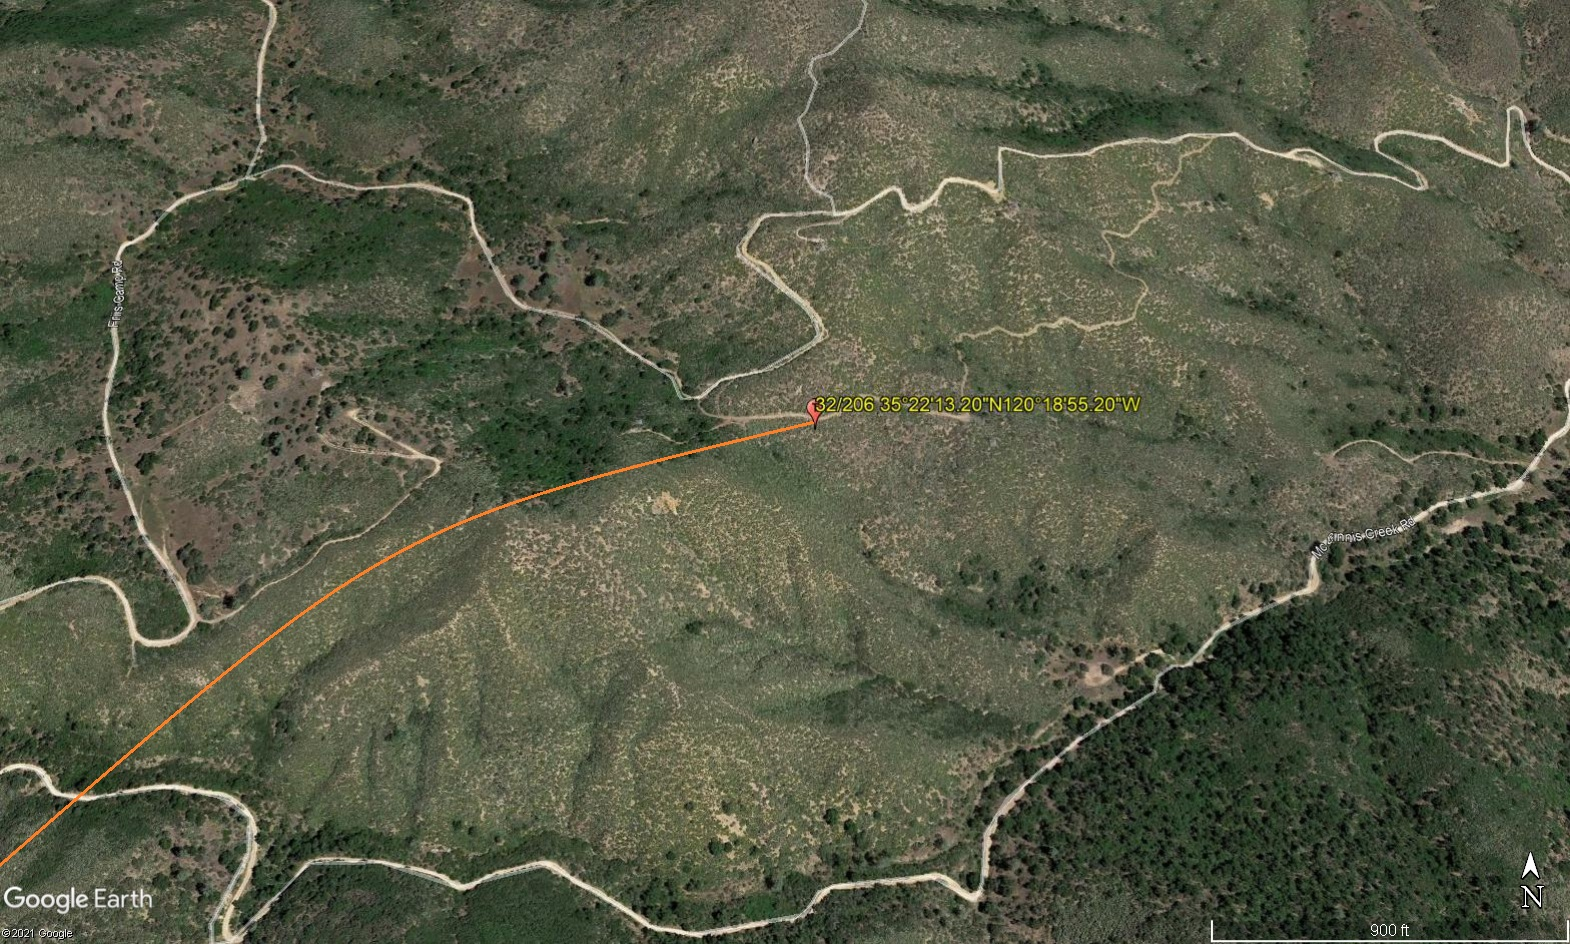 Ellis Camp Rd
32/206 35°22'13.20"N120°18'55.20"W
McKinnis Creek Rd
Google Earth
©2021 Google
N
900 ft